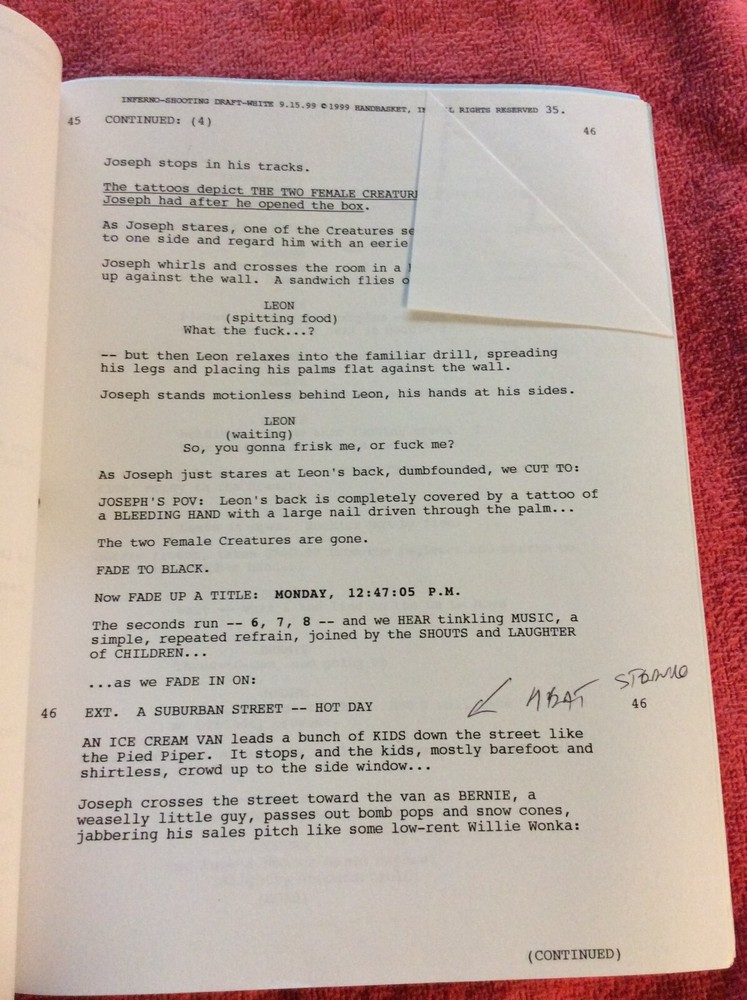 INFERNO-SHOOTING DRAFT-WHITE 9.15.99 ©1999 HANDBASKET, IN L RIGHTS RESERVED 35.
45 CONTINUED: (4) 46
Joseph stops in his tracks.
The tattoos depict THE TWO FEMALE CREATUR
Joseph had after he opened the box.
As Joseph stares, one of the Creatures se
to one side and regard him with an eerie
Joseph whirls and crosses the room in a
up against the wall. A sandwich flies o
LEON
(spitting food)
What the fuck...?
-- but then Leon relaxes into the familiar drill, spreading
his legs and placing his palms flat against the wall.
Joseph stands motionless behind Leon, his hands at his sides.
LEON
(waiting)
So, you gonna frisk me, or fuck me?
As Joseph just stares at Leon's back, dumbfounded, we CUT TO:
JOSEPH'S POV: Leon's back is completely covered by a tattoo of
a BLEEDING HAND with a large nail driven through the palm...
The two Female Creatures are gone.
FADE TO BLACK.
Now FADE UP A TITLE: MONDAY, 12:47:05 P.M.
The seconds run -- 6, 7, 8 -- and we HEAR tinkling MUSIC, a
simple, repeated refrain, joined by the SHOUTS and LAUGHTER
of CHILDREN...
...as we FADE IN ON:
46 EXT. A SUBURBAN STREET -- HOT DAY 46
AN ICE CREAM VAN leads a bunch of KIDS down the street like
the Pied Piper. It stops, and the kids, mostly barefoot and
shirtless, crowd up to the side window...
Joseph crosses the street toward the van as BERNIE, a
weaselly little guy, passes out bomb pops and snow cones,
jabbering his sales pitch like some low-rent Willie Wonka:
(CONTINUED)